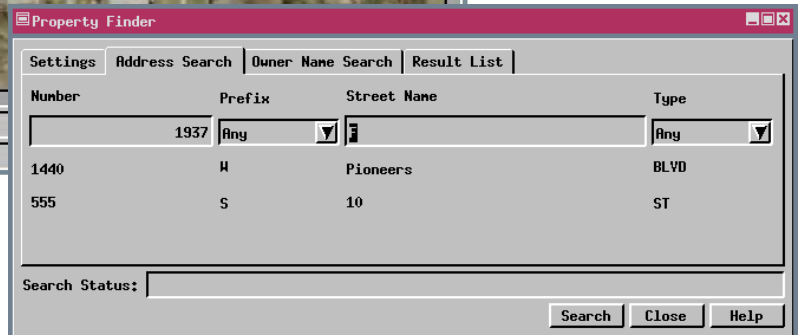 Property Finder
Settings Address Search Owner Name Search Result List
Number Prefix Street Name Type
1937 Any F Any
1440 W Pioneers BLVD
555 S 10 ST
Search Status:
Search Close Help